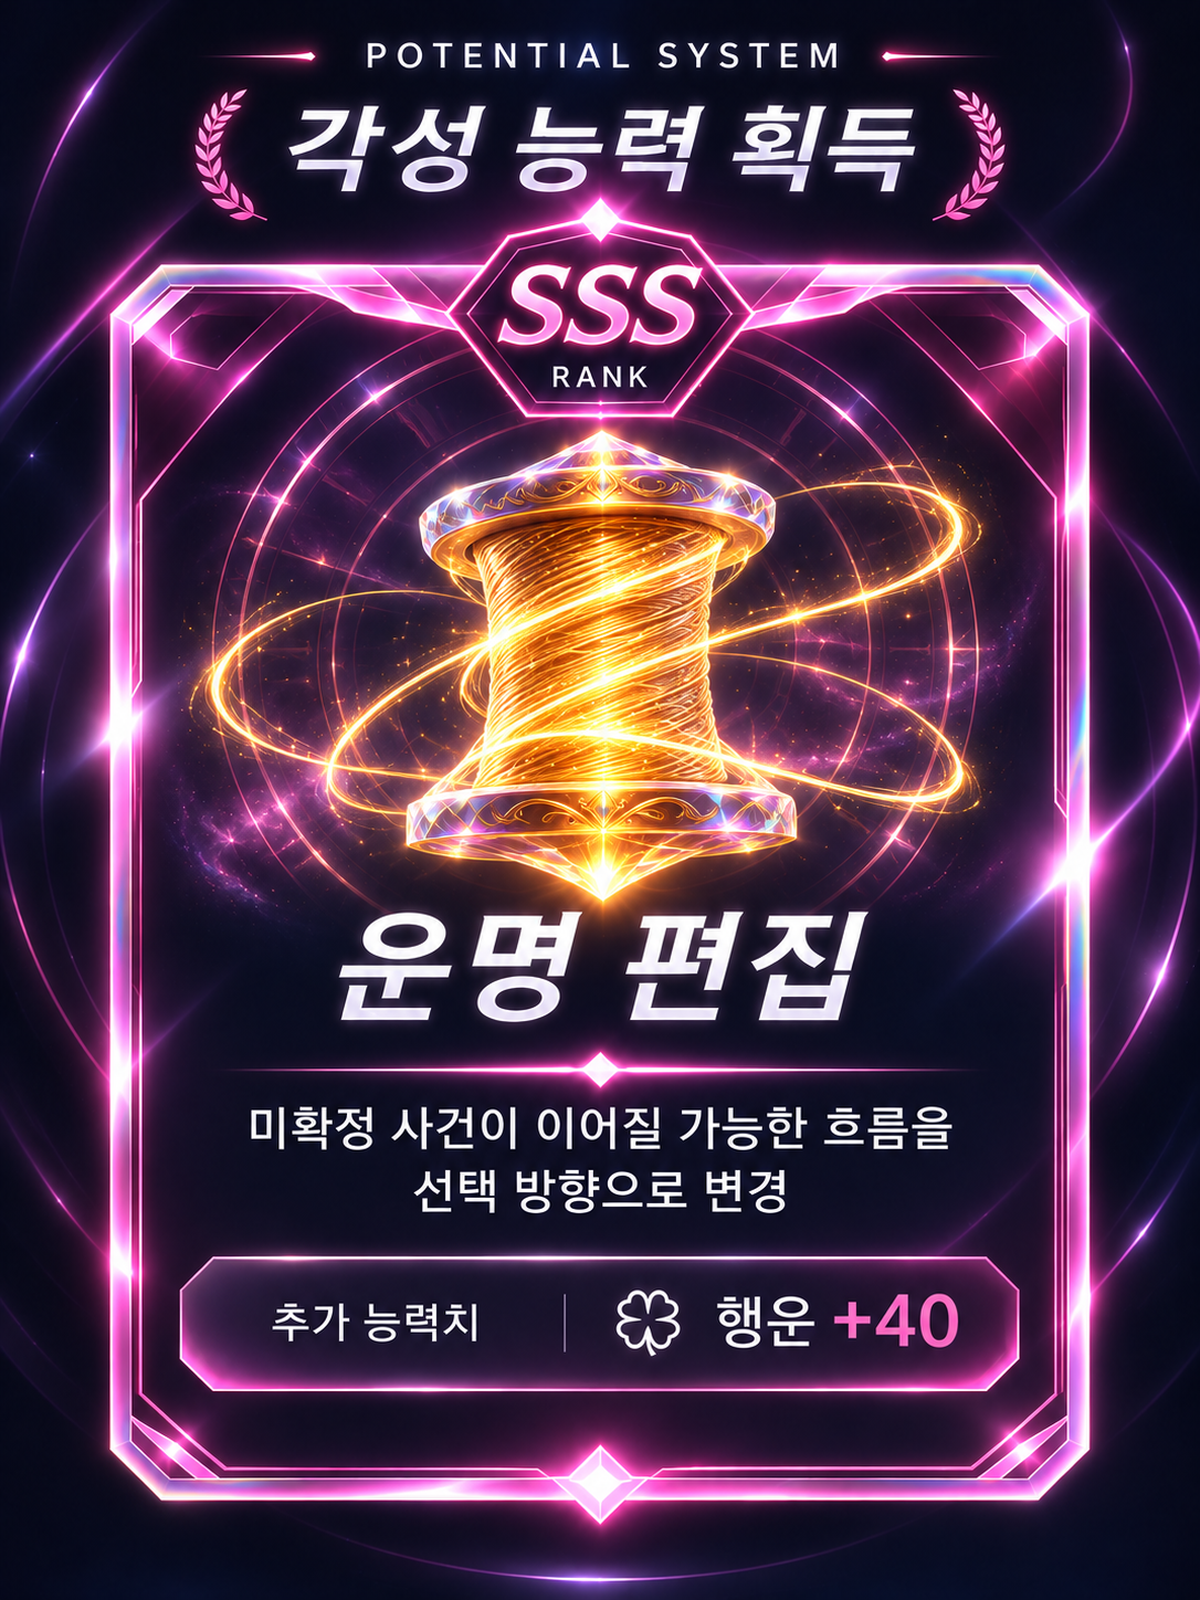 POTENTIAL SYSTEM
각성 능력 획득
SSS
RANK
운명 편집
미확정 사건이 이어질 가능한 흐름을
선택 방향으로 변경
추가 능력치
행운 +40